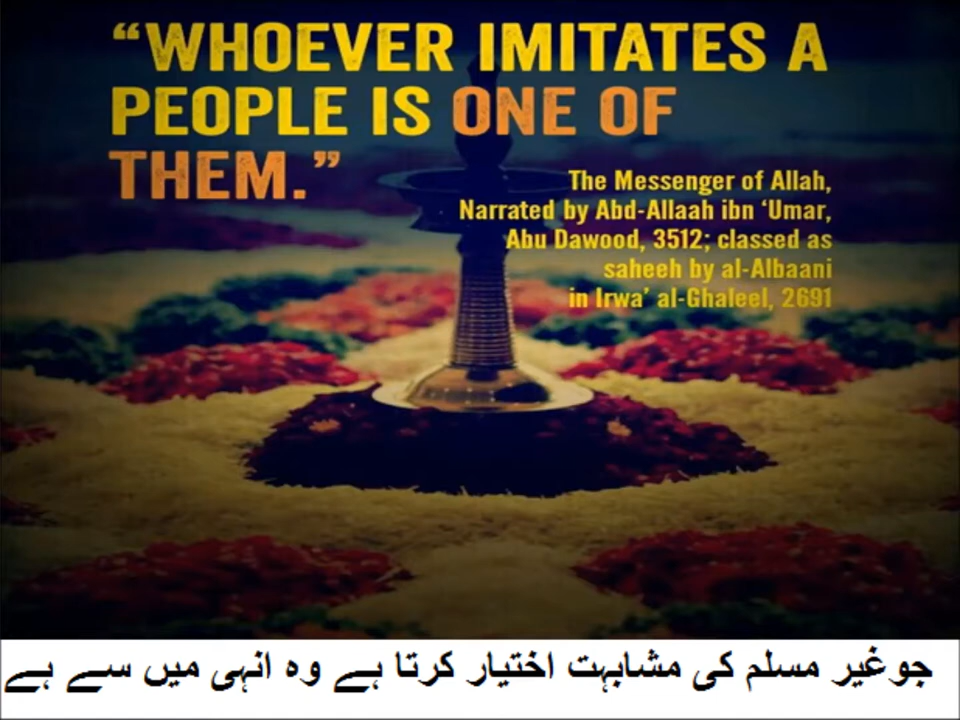 “WHOEVER IMITATES A
PEOPLE IS ONE OF
THEM.”
The Messenger of Allah,
Narrated by Abd-Allaah ibn ‘Umar,
Abu Dawood, 3512; classed as
saheeh by al-Albaani
in Irwa’ al-Ghaleel, 2691
جوغیر مسلم کی مشابہت اختیار کرتا ہے وہ انہی میں سے ہے